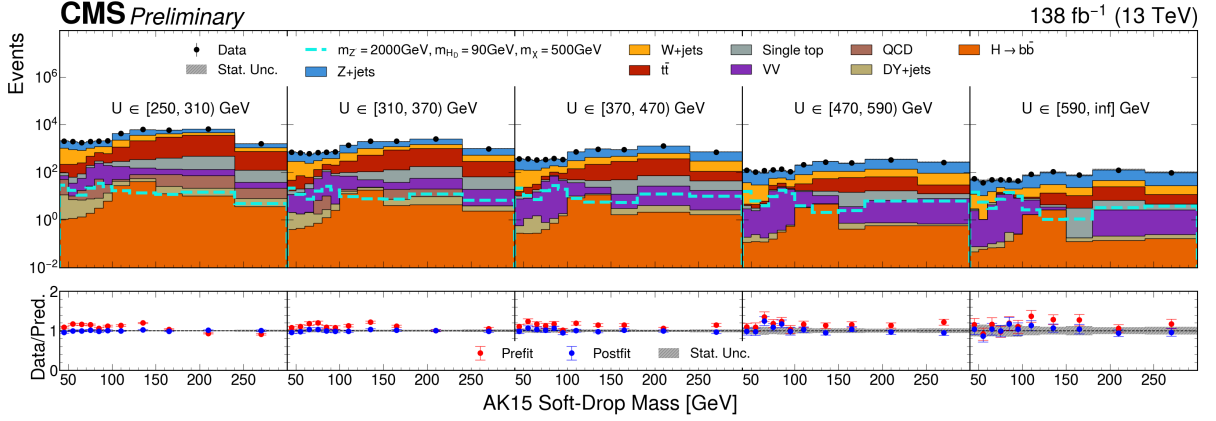 CMS Preliminary
138 fb⁻¹ (13 TeV)
Events
10⁶
10⁴
10²
10⁰
10⁻²
Data
Stat. Unc.
m_Z′ = 2000GeV, m_H_D = 90GeV, m_χ = 500GeV
Z+jets
W+jets
tt̄
Single top
VV
QCD
DY+jets
H→bb̄
U ∈ [250, 310) GeV
U ∈ [310, 370) GeV
U ∈ [370, 470) GeV
U ∈ [470, 590) GeV
U ∈ [590, inf] GeV
Data/Pred.
2
1
0
Prefit
Postfit
Stat. Unc.
50 100 150 200 250 50 100 150 200 250 50 100 150 200 250 50 100 150 200 250 50 100 150 200 250
AK15 Soft-Drop Mass [GeV]